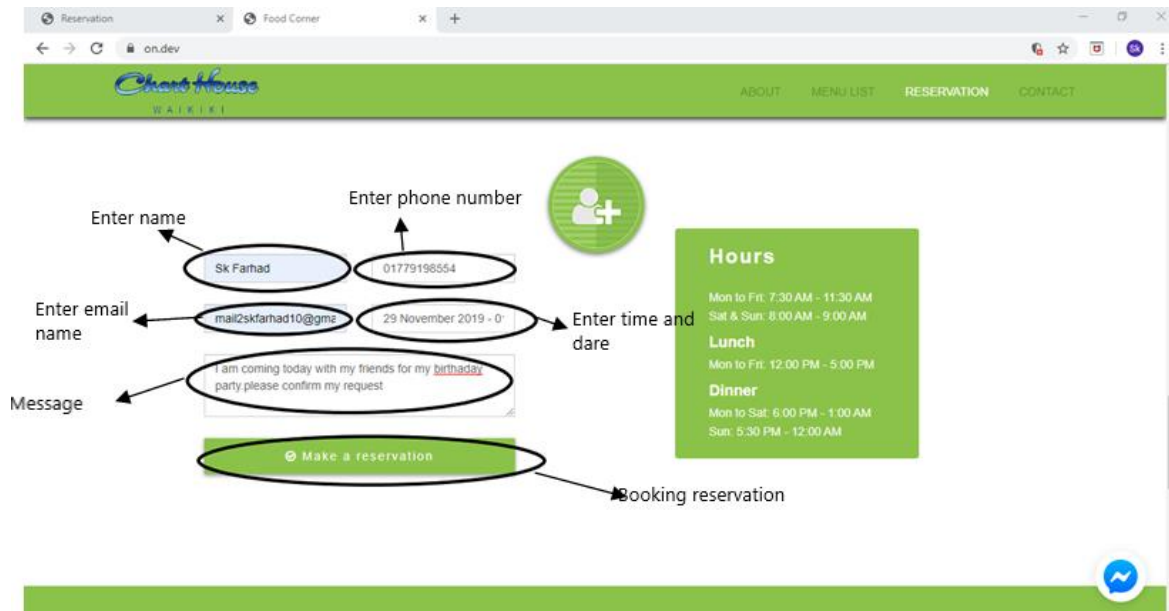 Reservation
Food Corner
on.dev
Sk
Chart House
WAIKIKI
ABOUT MENU LIST RESERVATION CONTACT
Enter name
Enter phone number
Sk Farhad
01779198554
Enter email
name
mail2skfarhad10@gma
29 November 2019 - 0
Enter time and
dare
I am coming today with my friends for my birthaday
party.please confirm my request
Message
Make a reservation
Booking reservation
Hours
Mon to Fri: 7:30 AM - 11:30 AM
Sat & Sun: 8:00 AM - 9:00 AM
Lunch
Mon to Fri: 12:00 PM - 5:00 PM
Dinner
Mon to Sat: 6:00 PM - 1:00 AM
Sun: 5:30 PM - 12:00 AM